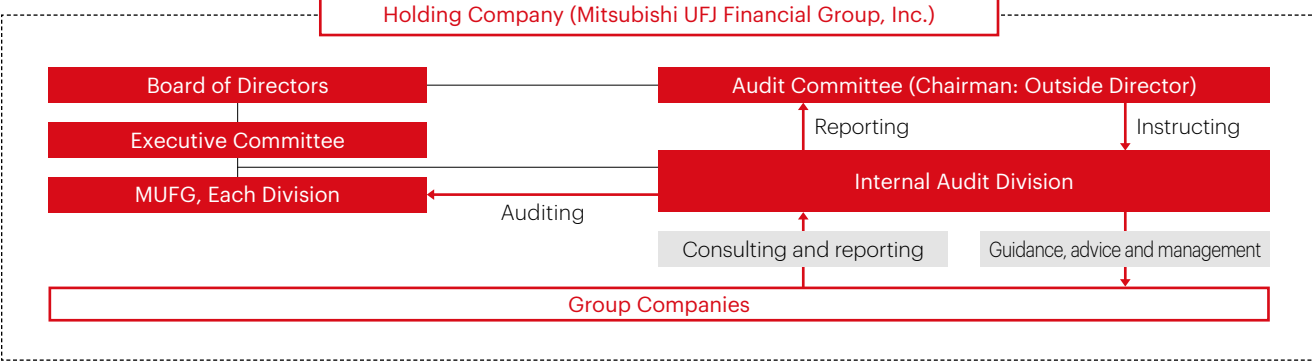 Holding Company (Mitsubishi UFJ Financial Group, Inc.)
Board of Directors
Audit Committee (Chairman: Outside Director)
Reporting
Instructing
Executive Committee
Internal Audit Division
MUFG, Each Division
Auditing
Consulting and reporting
Guidance, advice and management
Group Companies